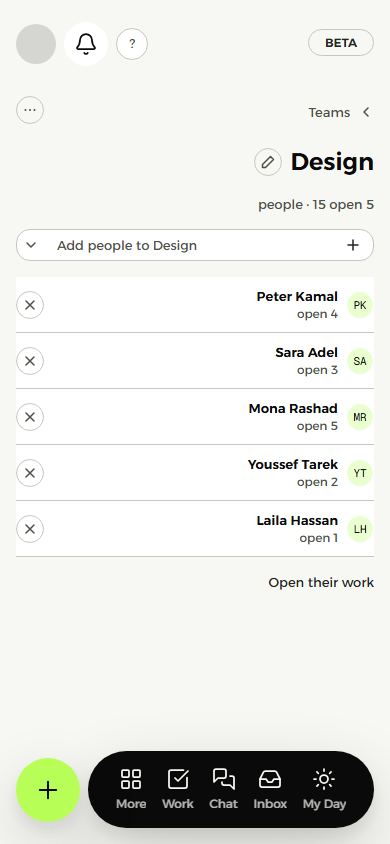 ?
BETA
Teams
Design
people · 15 open 5
Add people to Design
Peter Kamal
open 4
PK
Sara Adel
open 3
SA
Mona Rashad
open 5
MR
Youssef Tarek
open 2
YT
Laila Hassan
open 1
LH
Open their work
More
Work
Chat
Inbox
My Day